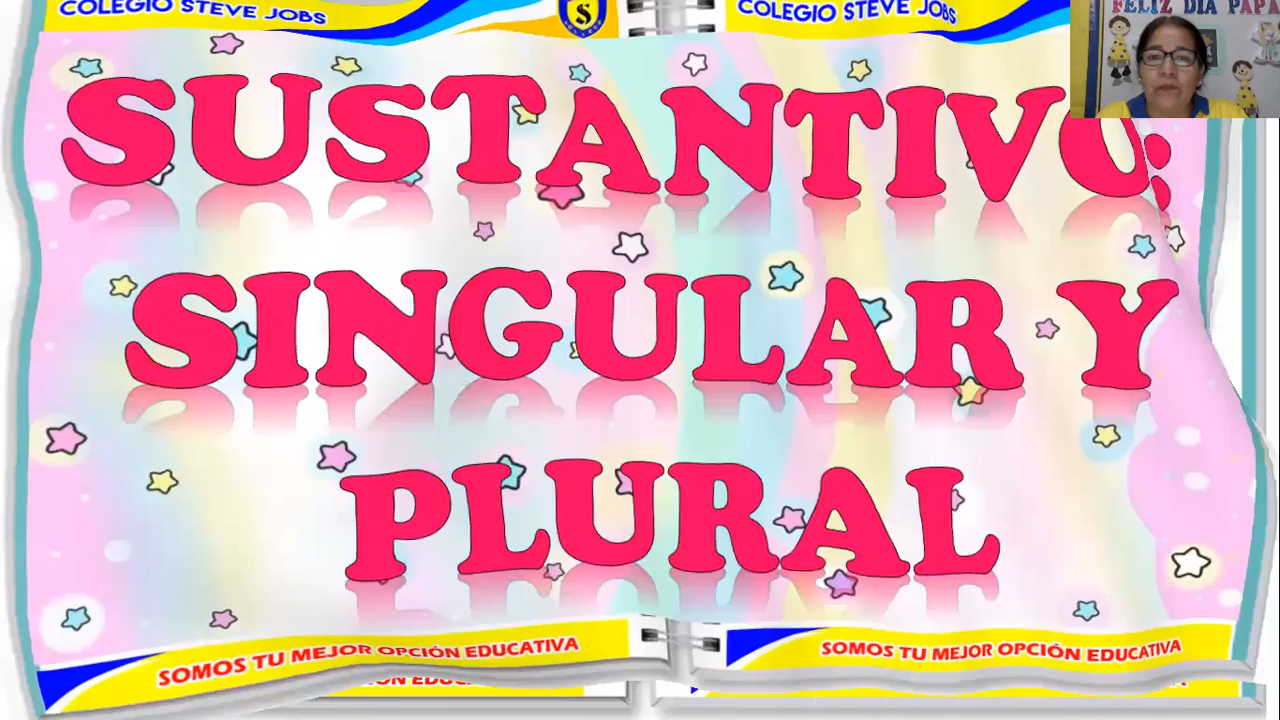 COLEGIO STEVE JOBS
S
COLEGIO STEVE JOBS
FELIZ DIA PAPA
SUSTANTIVO:
SINGULAR Y
PLURAL
SOMOS TU MEJOR OPCIÓN EDUCATIVA
SOMOS TU MEJOR OPCIÓN EDUCATIVA